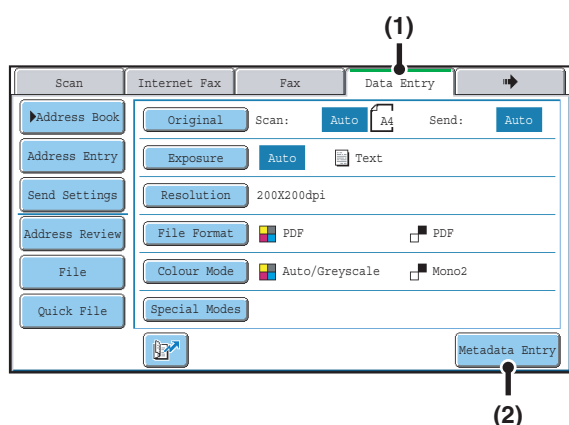 (1)
Scan Internet Fax Fax Data Entry
Address Book Original Scan: Auto A4 Send: Auto
Address Entry Exposure Auto Text
Send Settings Resolution 200X200dpi
Address Review File Format PDF PDF
File Colour Mode Auto/Greyscale Mono2
Quick File Special Modes
Metadata Entry
(2)